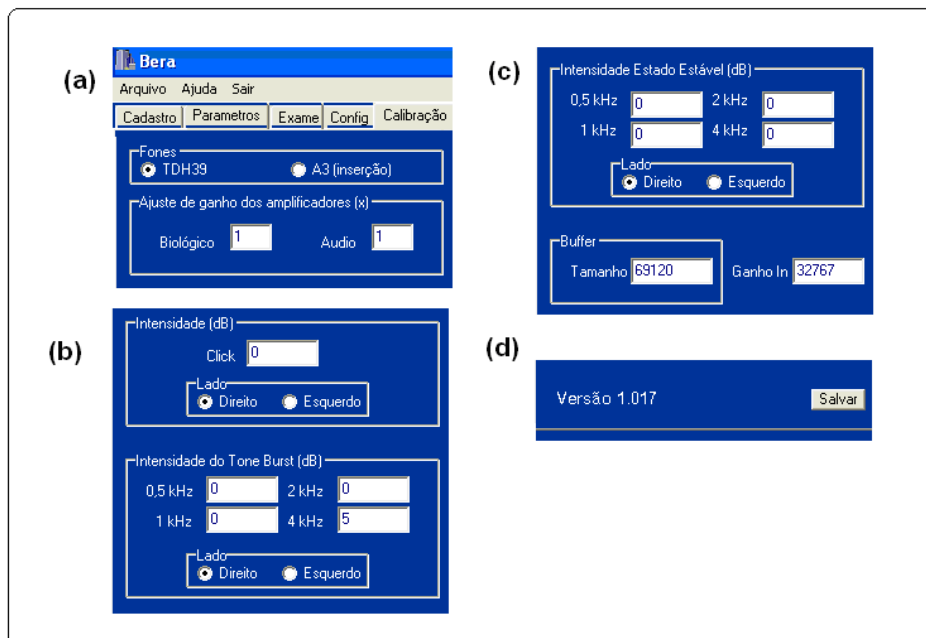 (a)
Bera
Arquivo Ajuda Sair
Cadastro Parametros Exame Config Calibração
Fones
TDH39 A3 (inserção)
Ajuste de ganho dos amplificadores (x)
Biológico 1 Audio 1
(b)
Intensidade (dB)
Click 0
Lado
Direito Esquerdo
Intensidade do Tone Burst (dB)
0,5 kHz 0 2 kHz 0
1 kHz 0 4 kHz 5
Lado
Direito Esquerdo
(c)
Intensidade Estado Estável (dB)
0,5 kHz 0 2 kHz 0
1 kHz 0 4 kHz 0
Lado
Direito Esquerdo
Buffer
Tamanho 69120 Ganho In 32767
(d)
Versão 1.017 Salvar